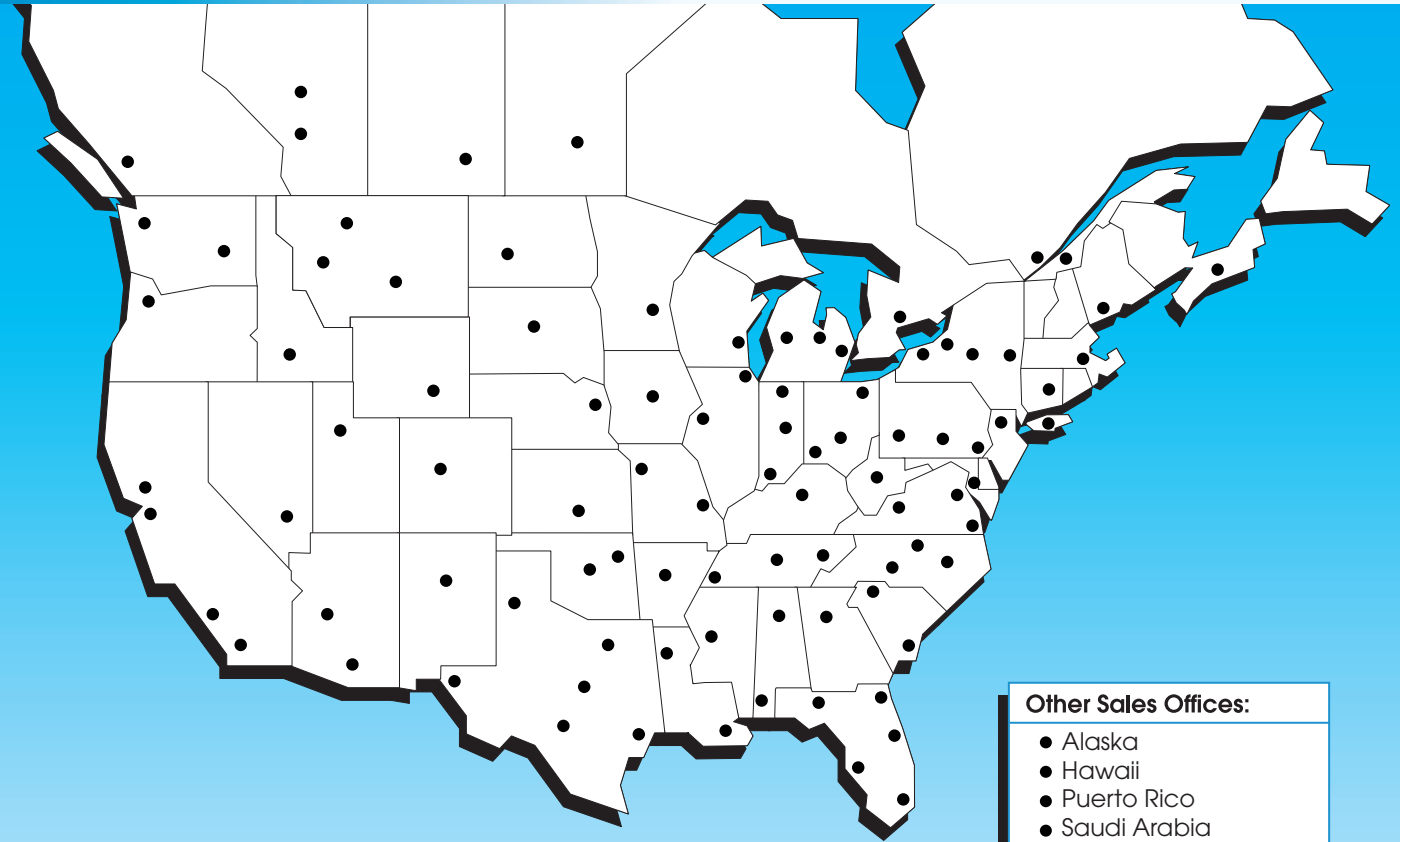 Other Sales Offices:
● Alaska
● Hawaii
● Puerto Rico
● Saudi Arabia